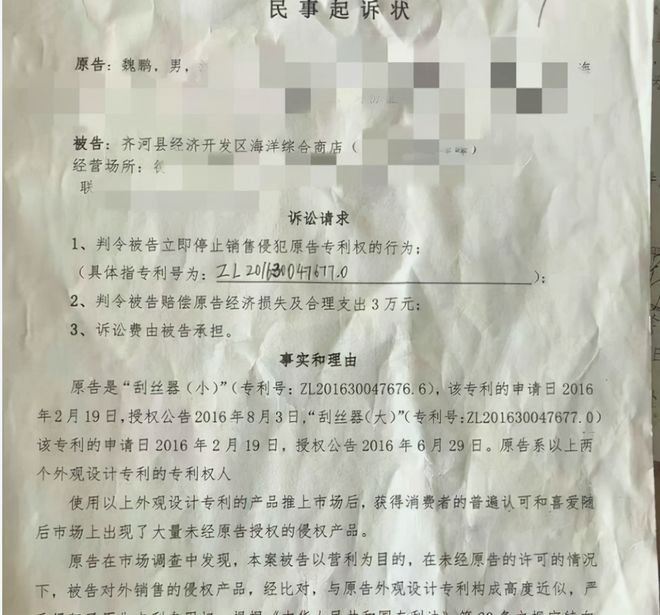 民事起诉状
原告：魏鹏，男，
被告：齐河县经济开发区海洋综合商店（
经营场所：
联
诉讼请求
1、判令被告立即停止销售侵犯原告专利权的行为；
（具体指专利号为：ZL201630047677.0）；
2、判令被告赔偿原告经济损失及合理支出3万元；
3、诉讼费由被告承担。
事实和理由
原告是“刮丝器（小）”（专利号：ZL201630047676.6），该专利的申请日2016
年2月19日，授权公告2016年8月3日，“刮丝器（大）”（专利号：ZL201630047677.0）
该专利的申请日2016年2月19日，授权公告2016年6月29日。原告系以上两
个外观设计专利的专利权人
使用以上外观设计专利的产品推上市场后，获得消费者的普遍认可和喜爱随
后市场上出现了大量未经原告授权的侵权产品。
原告在市场调查中发现，本案被告以营利为目的，在未经原告的许可的情况
下，被告对外销售的侵权产品，经比对，与原告外观设计专利构成高度近似，严